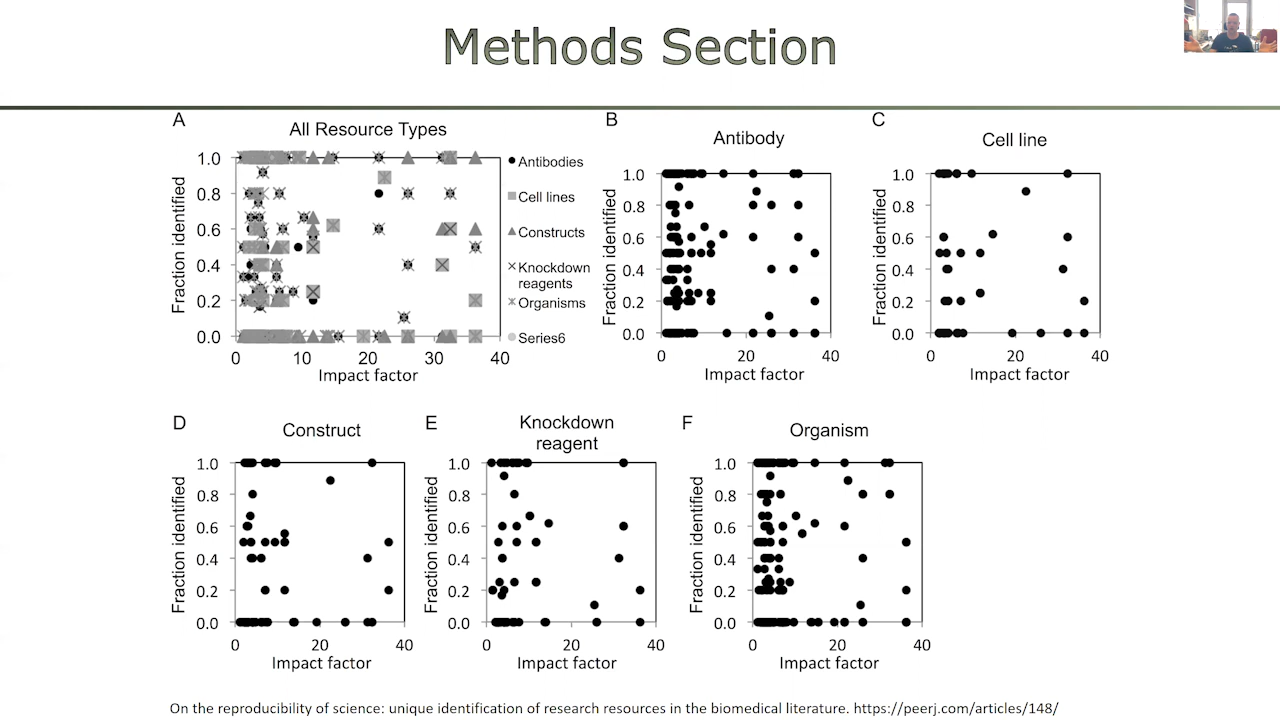 Methods Section
A
All Resource Types
Fraction identified
1.0
0.8
0.6
0.4
0.2
0.0
0 10 20 30 40
Impact factor
Antibodies
Cell lines
Constructs
Knockdown
reagents
Organisms
Series6
B
Antibody
Fraction identified
1.0
0.8
0.6
0.4
0.2
0.0
0 20 40
Impact factor
C
Cell line
Fraction identified
1.0
0.8
0.6
0.4
0.2
0.0
0 20 40
Impact factor
D
Construct
Fraction identified
1.0
0.8
0.6
0.4
0.2
0.0
0 20 40
Impact factor
E
Knockdown
reagent
Fraction identified
1.0
0.8
0.6
0.4
0.2
0.0
0 20 40
Impact factor
F
Organism
Fraction identified
1.0
0.8
0.6
0.4
0.2
0.0
0 20 40
Impact factor
On the reproducibility of science: unique identification of research resources in the biomedical literature. https://peerj.com/articles/148/